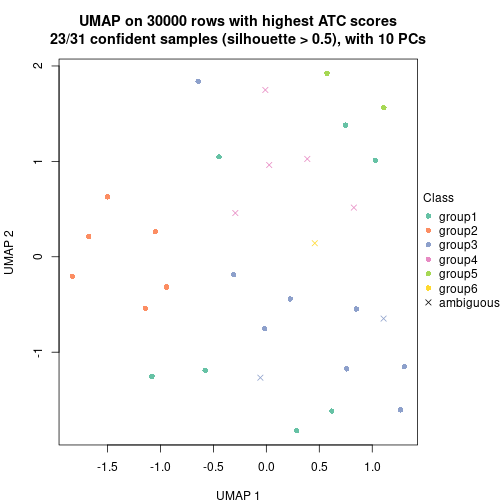 UMAP on 30000 rows with highest ATC scores
23/31 confident samples (silhouette > 0.5), with 10 PCs
2
1
0
-1
UMAP 2
-1.5 -1.0 -0.5 0.0 0.5 1.0
UMAP 1
Class
group1
group2
group3
group4
group5
group6
ambiguous